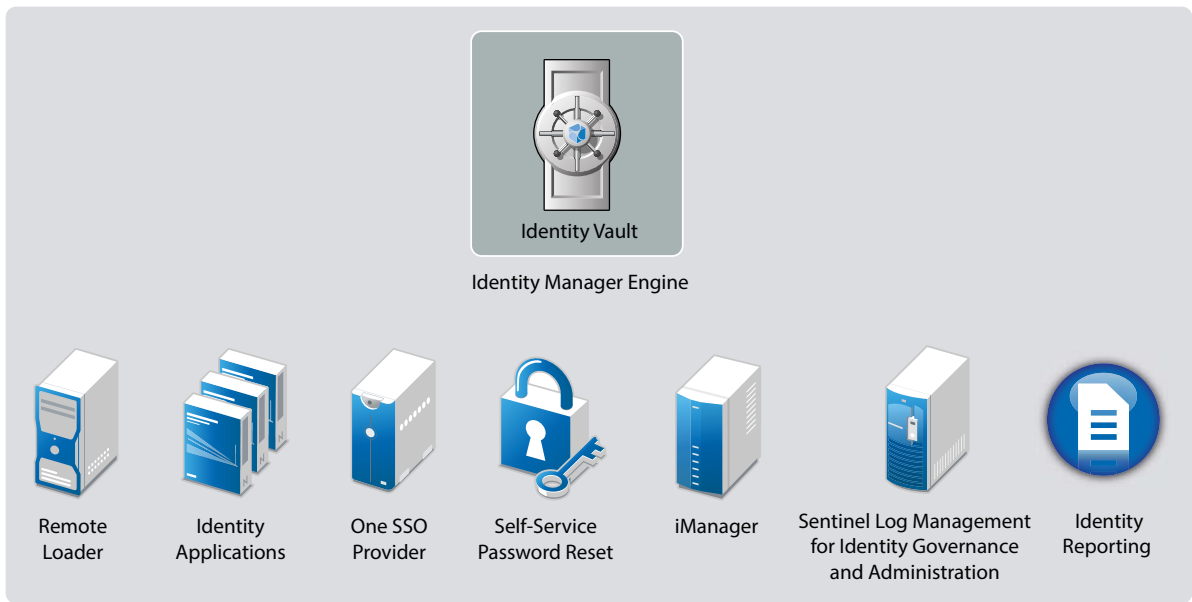 Identity Vault
Identity Manager Engine
Remote
Loader
Identity
Applications
One SSO
Provider
Self-Service
Password Reset
iManager
Sentinel Log Management
for Identity Governance
and Administration
Identity
Reporting